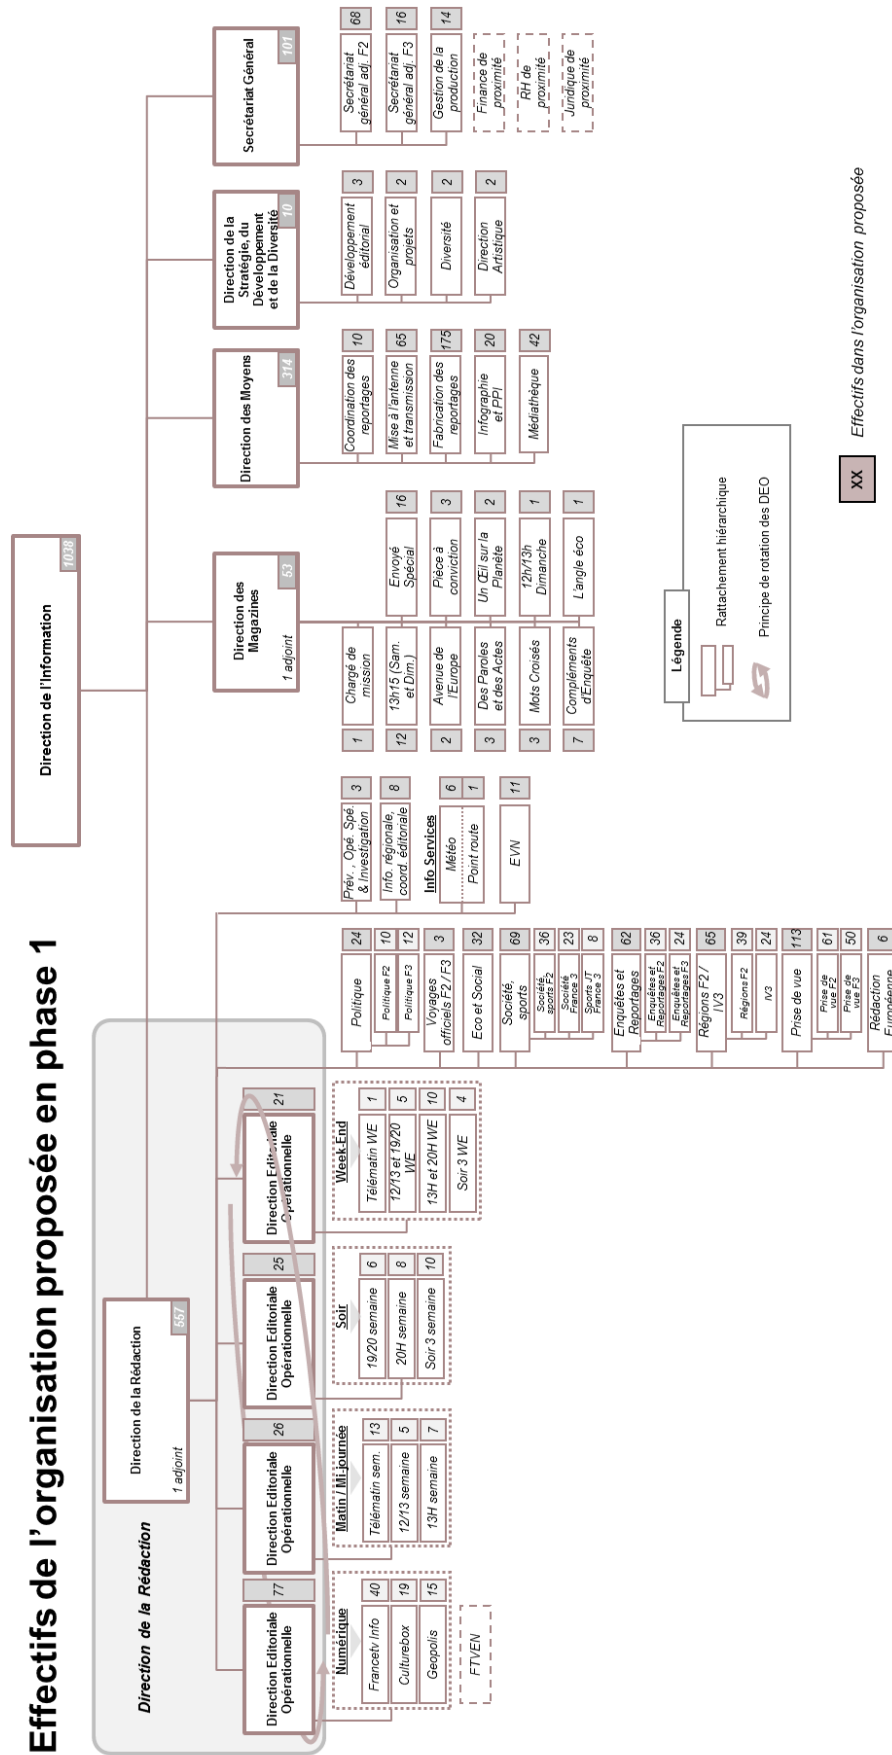 Effectifs de l'organisation proposée en phase 1
Direction de l'Information
1038
Direction de la Rédaction
Direction de la Rédaction
1 adjoint
557
Direction des
Magazines
1 adjoint
53
Direction des Moyens
314
Direction de la
Stratégie, du
Développement
et de la Diversité
10
Secrétariat Général
101
Direction Editoriale
Opérationnelle
77
Direction Editoriale
Opérationnelle
26
Direction Editoriale
Opérationnelle
25
Direction Editoriale
Opérationnelle
21
Numérique
Francetv Info
40
Culturebox
19
Geopolis
15
FTVEN
Matin / Mi-journée
Télématin sem.
13
12/13 semaine
5
13H semaine
7
Soir
19/20 semaine
6
20H semaine
8
Soir 3 semaine
10
Week-End
Télématin WE
1
12/13 et 19/20
WE
5
13H et 20H WE
10
Soir 3 WE
4
Politique
24
Politique F2
10
Politique F3
12
Voyages
officiels F2 / F3
3
Eco et Social
32
Société,
sports
69
Société,
sports F2
36
Société
France 3
23
Sports JT
France 3
8
Enquêtes et
Reportages
62
Enquêtes et
Reportages F2
36
Enquêtes et
Reportages F3
24
Régions F2 /
IV3
65
Régions F2
39
IV3
24
Prise de vue
113
Prise de
vue F2
61
Prise de
vue F3
50
Rédaction
Européenne
6
Prév. , Opé. Spé.
& Investigation
3
Info. régionale,
coord. éditoriale
8
Info Services
Météo
6
Point route
1
EVN
11
Chargé de
mission
1
13h15 (Sam.
et Dim.)
12
Envoyé
Spécial
16
Avenue de
l'Europe
2
Pièce à
conviction
3
Des Paroles
et des Actes
3
Un Œil sur la
Planète
2
Mots Croisés
3
12h/13h
Dimanche
1
Compléments
d'Enquête
7
L'angle éco
1
Coordination des
reportages
10
Mise à l'antenne
et transmission
65
Fabrication des
reportages
175
Infographie
et PPI
20
Médiathèque
42
Développement
éditorial
3
Organisation et
projets
2
Diversité
2
Direction
Artistique
2
Secrétariat
général adj. F2
68
Secrétariat
général adj. F3
16
Gestion de la
production
14
Finance de
proximité
RH de
proximité
Juridique de
proximité
Légende
Rattachement hiérarchique
Principe de rotation des DEO
XX
Effectifs dans l'organisation proposée